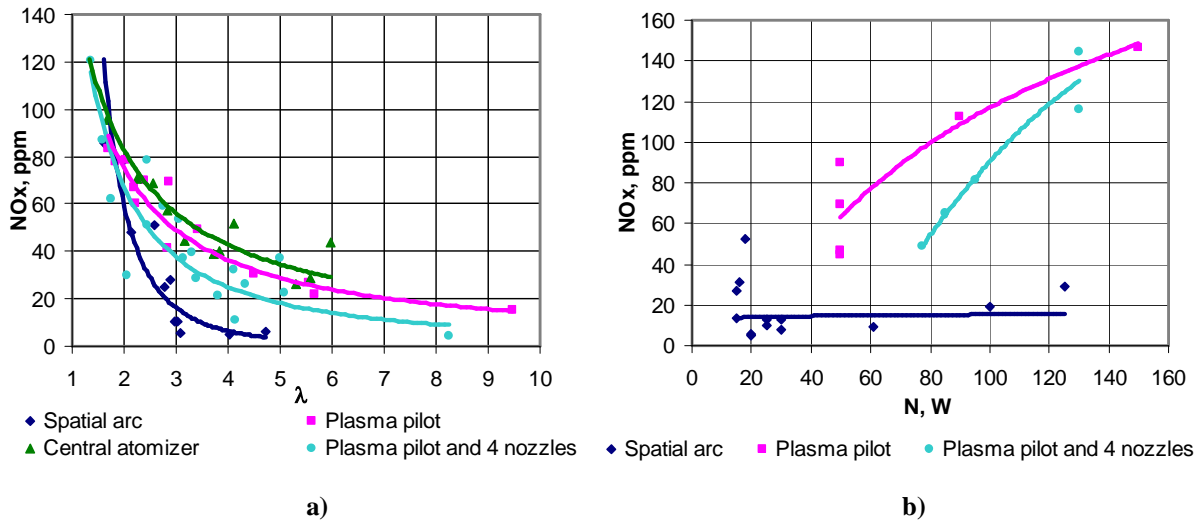 140
120
100
80
60
40
20
0
NOx, ppm
1 2 3 4 5 6 7 8 9 10
λ
Spatial arc Plasma pilot
Central atomizer Plasma pilot and 4 nozzles
a)
160
140
120
100
80
60
40
20
0
NOx, ppm
0 20 40 60 80 100 120 140 160
N, W
Spatial arc Plasma pilot Plasma pilot and 4 nozzles
b)